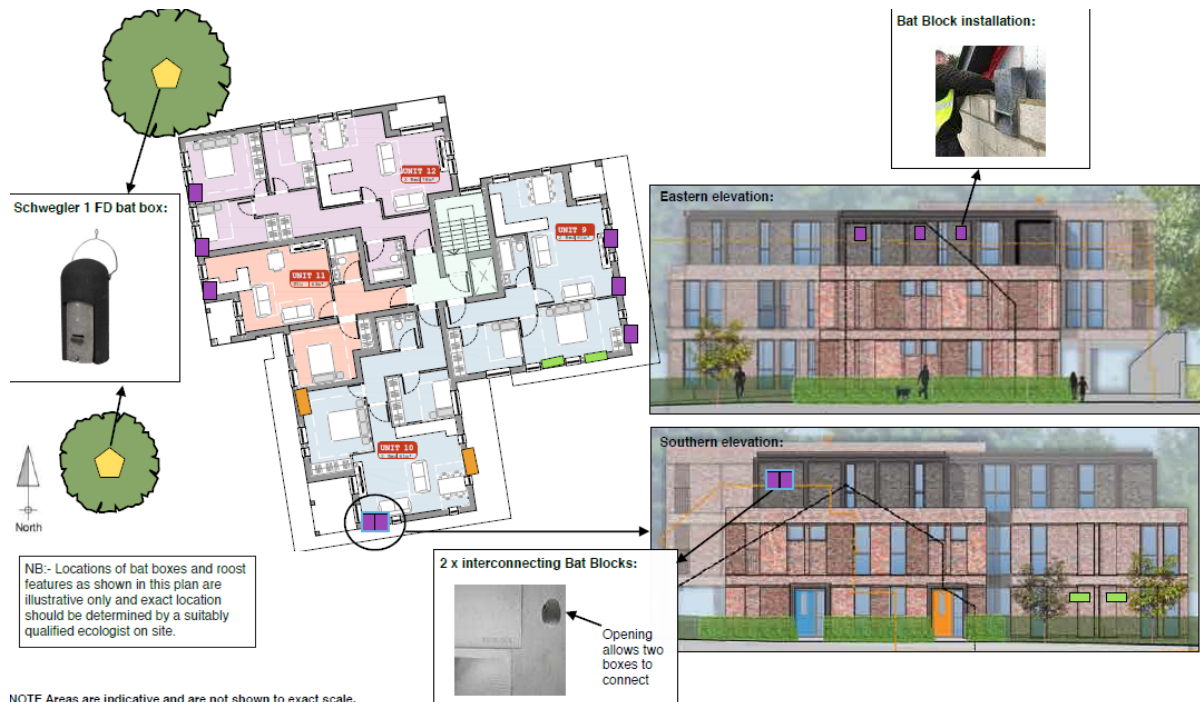 Bat Block installation:
Schwegler 1 FD bat box:
UNIT 12
UNIT 9
UNIT 11
UNIT 10
Eastern elevation:
Southern elevation:
X
North
NB:- Locations of bat boxes and roost
features as shown in this plan are
illustrative only and exact location
should be determined by a suitably
qualified ecologist on site.
2 x interconnecting Bat Blocks:
Opening
allows two
boxes to
connect
NOTE Areas are indicative and are not shown to exact scale.